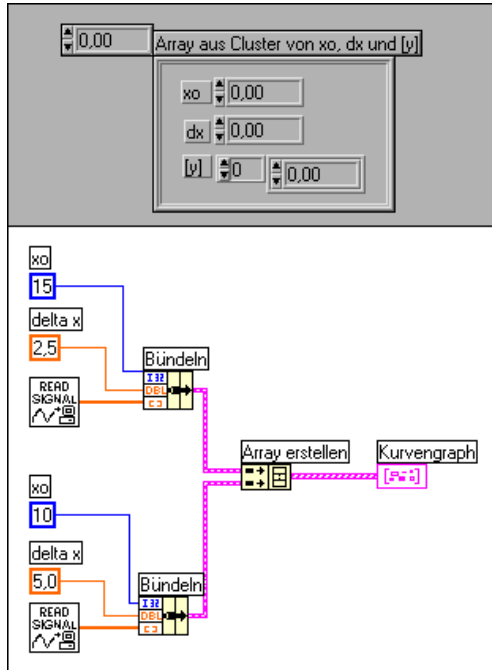 0,00
Array aus Cluster von xo, dx und [y]
xo 0,00
dx 0,00
[y] 0 0,00
xo
15
delta x
2,5
Bündeln
I32
DBL
[ ]
READ
SIGNAL
Array erstellen
Kurvengraph
xo
10
delta x
5,0
Bündeln
I32
DBL
[ ]
READ
SIGNAL